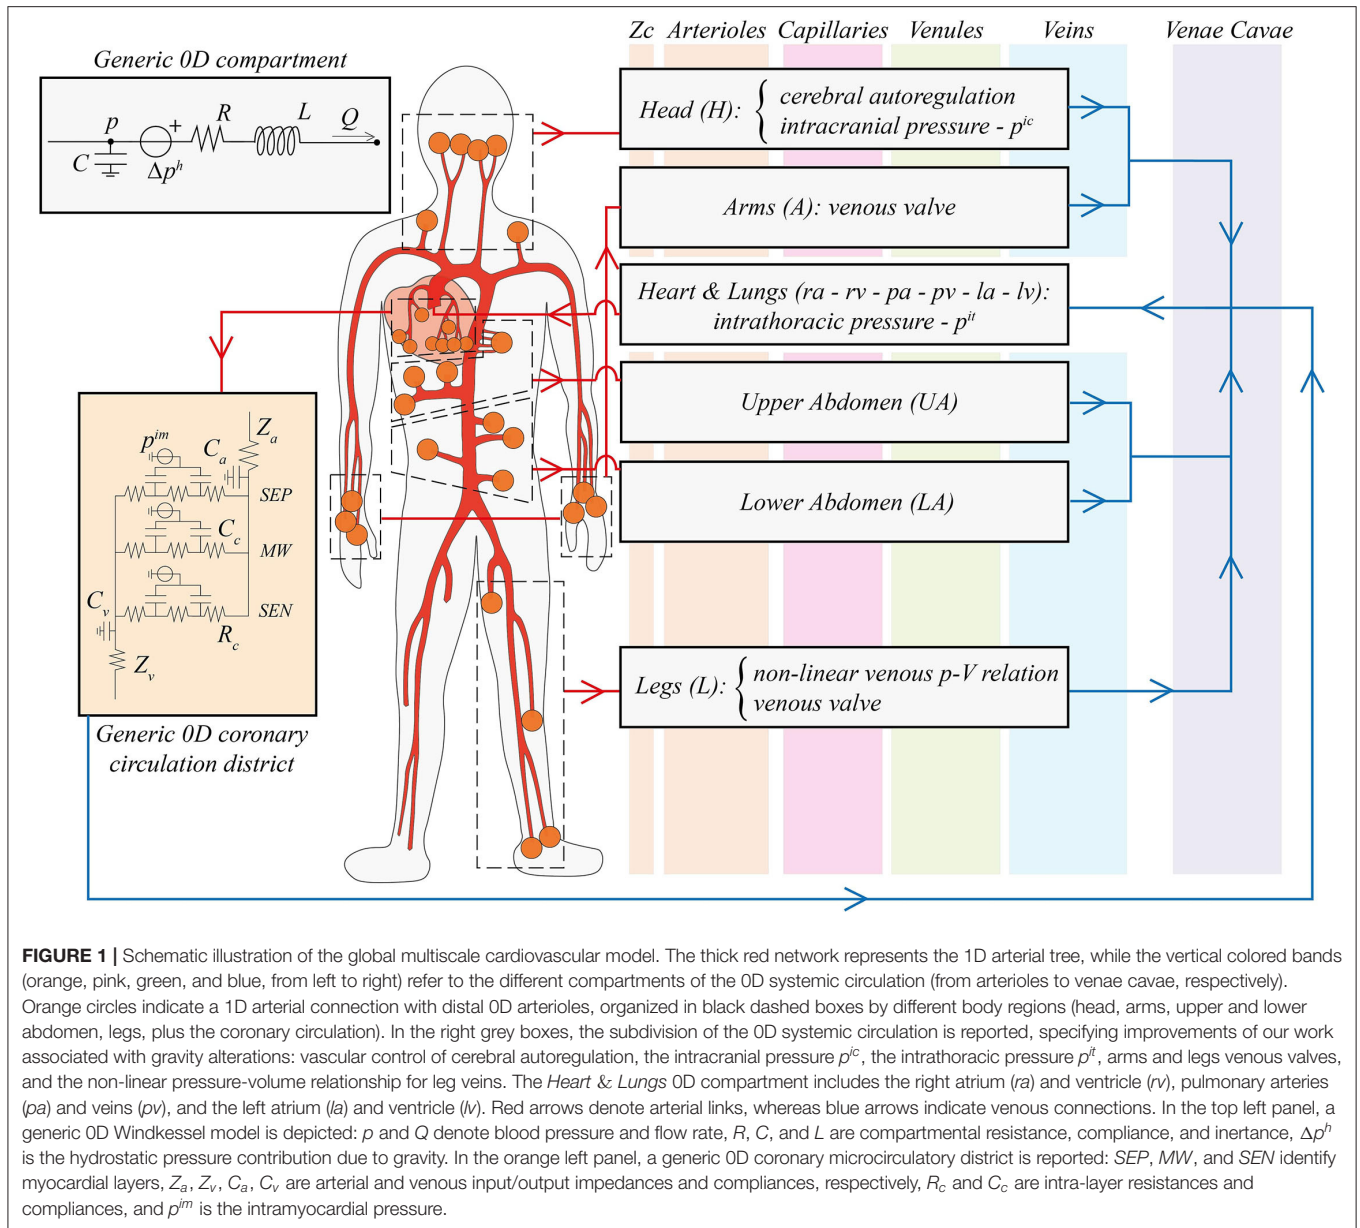 Zc Arterioles Capillaries Venules Veins Venae Cavae
Generic 0D compartment
p + R L Q
C Δp^h
Head (H): { cerebral autoregulation
intracranial pressure - p^ic
Arms (A): venous valve
Heart & Lungs (ra - rv - pa - pv - la - lv):
intrathoracic pressure - p^it
Upper Abdomen (UA)
Lower Abdomen (LA)
Legs (L): { non-linear venous p-V relation
venous valve
Z_a
p^im
C_a
SEP
C_c
MW
C_v
SEN
R_c
Z_v
Generic 0D coronary
circulation district
FIGURE 1 | Schematic illustration of the global multiscale cardiovascular model. The thick red network represents the 1D arterial tree, while the vertical colored bands
(orange, pink, green, and blue, from left to right) refer to the different compartments of the 0D systemic circulation (from arterioles to venae cavae, respectively).
Orange circles indicate a 1D arterial connection with distal 0D arterioles, organized in black dashed boxes by different body regions (head, arms, upper and lower
abdomen, legs, plus the coronary circulation). In the right grey boxes, the subdivision of the 0D systemic circulation is reported, specifying improvements of our work
associated with gravity alterations: vascular control of cerebral autoregulation, the intracranial pressure p^ic, the intrathoracic pressure p^it, arms and legs venous valves,
and the non-linear pressure-volume relationship for leg veins. The Heart & Lungs 0D compartment includes the right atrium (ra) and ventricle (rv), pulmonary arteries
(pa) and veins (pv), and the left atrium (la) and ventricle (lv). Red arrows denote arterial links, whereas blue arrows indicate venous connections. In the top left panel, a
generic 0D Windkessel model is depicted: p and Q denote blood pressure and flow rate, R, C, and L are compartmental resistance, compliance, and inertance, Δp^h
is the hydrostatic pressure contribution due to gravity. In the orange left panel, a generic 0D coronary microcirculatory district is reported: SEP, MW, and SEN identify
myocardial layers, Z_a, Z_v, C_a, C_v are arterial and venous input/output impedances and compliances, respectively, R_c and C_c are intra-layer resistances and
compliances, and p^im is the intramyocardial pressure.